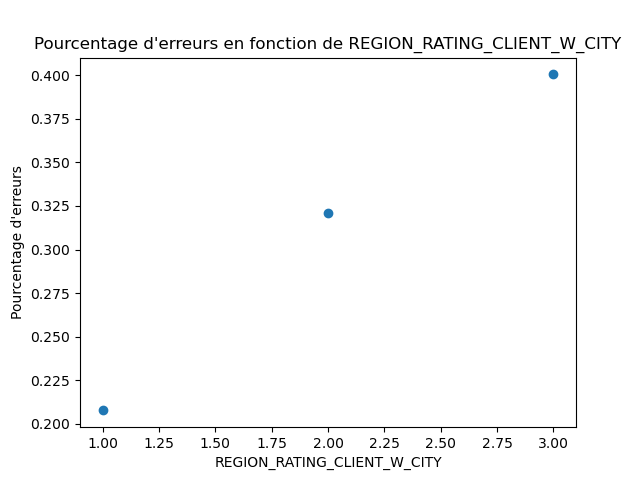 Pourcentage d'erreurs en fonction de REGION_RATING_CLIENT_W_CITY
0.400
0.375
0.350
0.325
0.300
0.275
0.250
0.225
0.200
Pourcentage d'erreurs
1.00 1.25 1.50 1.75 2.00 2.25 2.50 2.75 3.00
REGION_RATING_CLIENT_W_CITY